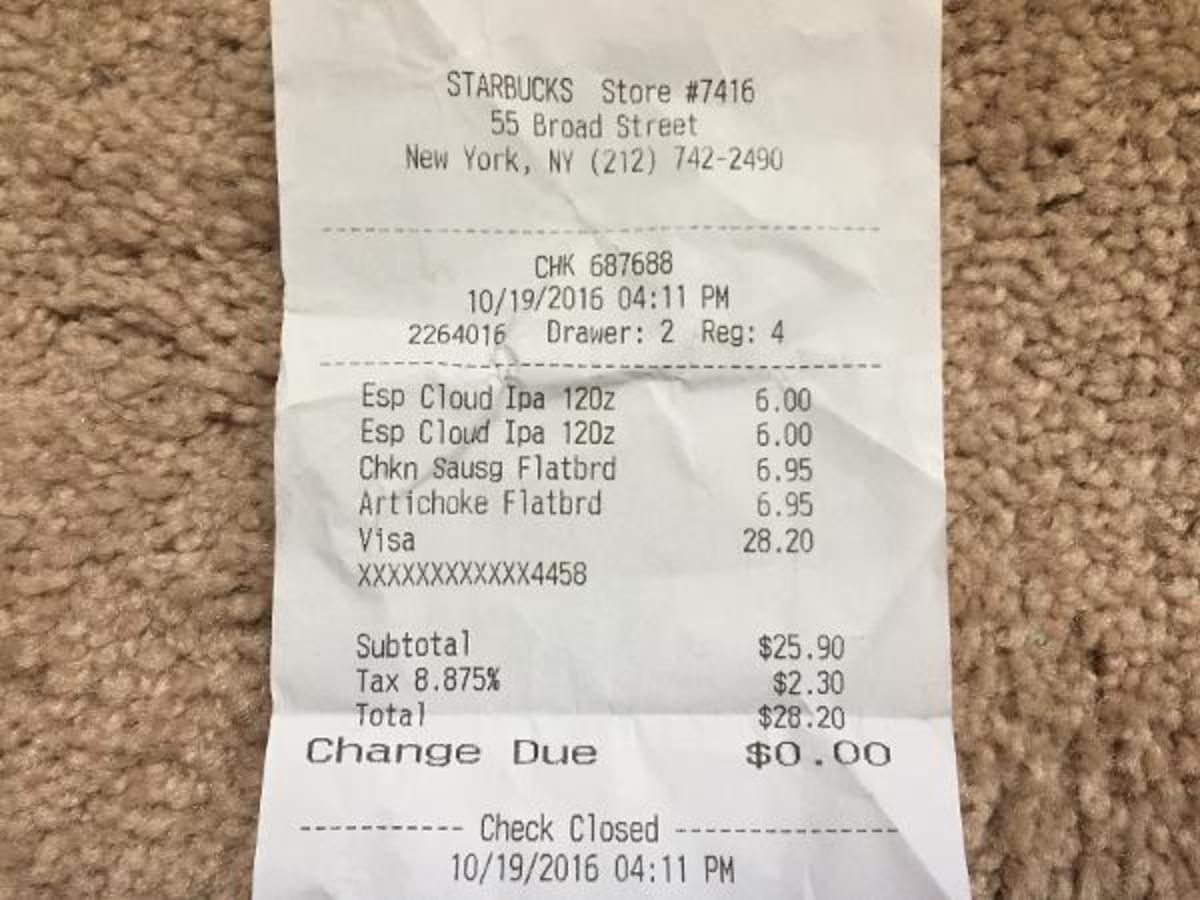 STARBUCKS Store #7416
55 Broad Street
New York, NY (212) 742-2490
CHK 687688
10/19/2016 04:11 PM
2264016 Drawer: 2 Reg: 4
Esp Cloud Ipa 12Oz 6.00
Esp Cloud Ipa 12Oz 6.00
Chkn Sausg Flatbrd 6.95
Artichoke Flatbrd 6.95
Visa 28.20
XXXXXXXXXXXX4458
Subtotal $25.90
Tax 8.875% $2.30
Total $28.20
Change Due $0.00
---------- Check Closed --------------
10/19/2016 04:11 PM